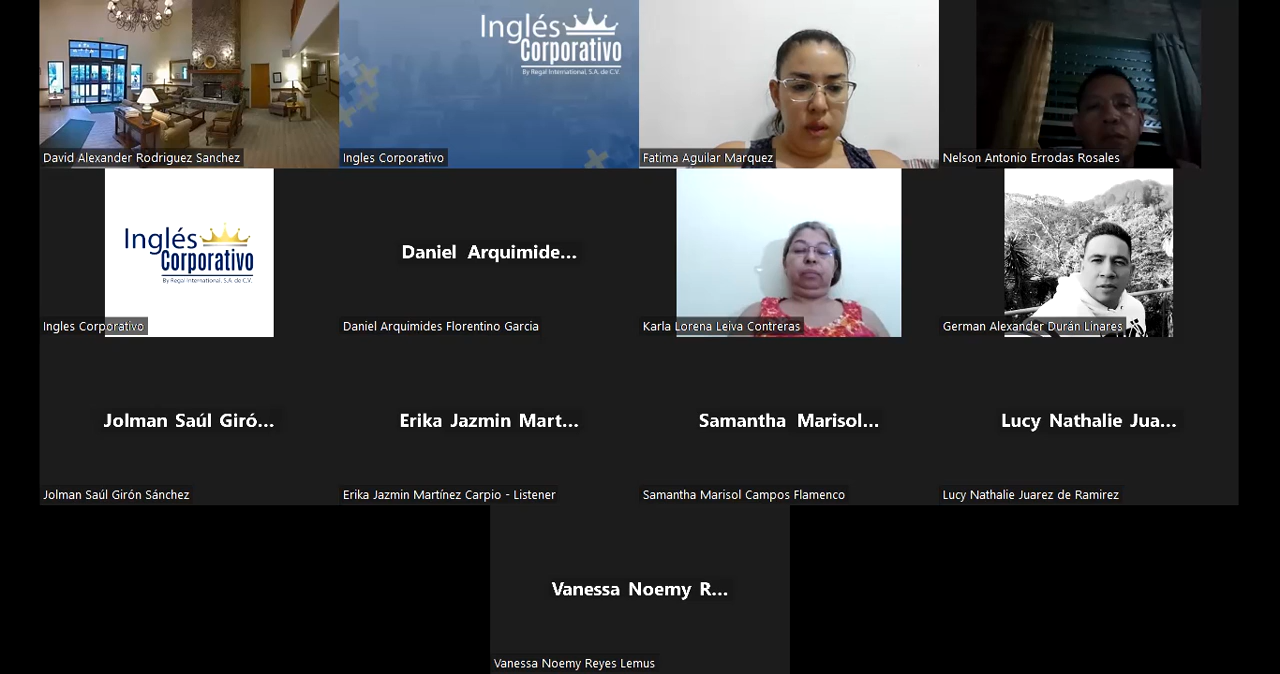 Inglés
Corporativo
By Regal International, S.A. de C.V.
David Alexander Rodriguez Sanchez
Ingles Corporativo
Fatima Aguilar Marquez
Nelson Antonio Errodas Rosales
Inglés
Corporativo
By Regal International, S.A. de C.V.
Daniel Arquimide...
Ingles Corporativo
Daniel Arquimides Florentino Garcia
Karla Lorena Leiva Contreras
German Alexander Durán Linares
Jolman Saúl Giró...
Erika Jazmin Mart...
Samantha Marisol...
Lucy Nathalie Jua...
Jolman Saúl Girón Sánchez
Erika Jazmin Martínez Carpio - Listener
Samantha Marisol Campos Flamenco
Lucy Nathalie Juarez de Ramirez
Vanessa Noemy R...
Vanessa Noemy Reyes Lemus